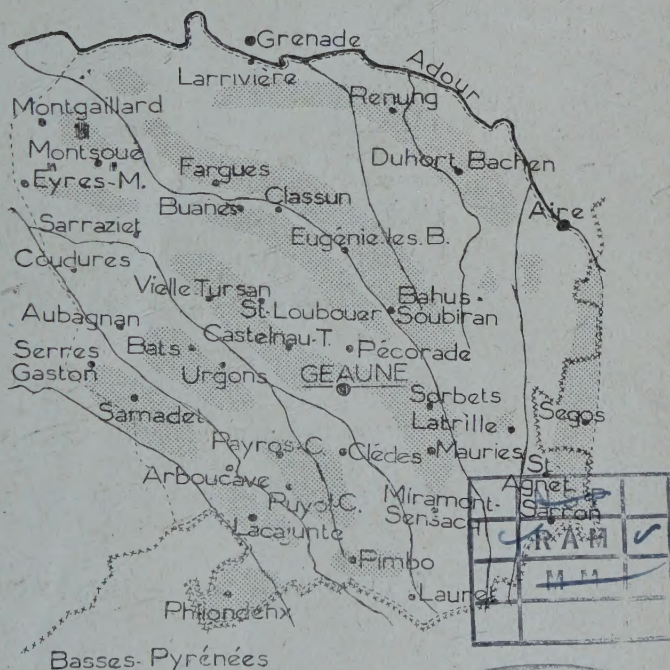 Grenade
Larrivière
Adour
Renung
Montgaillard
Montsoué
Duhort Bachen
Fargues
Eyres-M.
Classun
Buanes
Aire
Sarraziet
Eugénie.les.B.
Coudures
Vielle Tursan
St-Loubouer
Bahus-
Soubiran
Aubagnan
Castelnau-T.
Bats
Pécorade
Serres
Gaston
Urgons
GEAUNE
Sorbets
Samadet
Latrille
Segos
Payros-C.
Clèdes
Mauries
St
Agnet
Sarron
Arboucave
Puyol-C.
Miramont-
Sensacq
Lacajunte
RAM
MM
Pimbo
Lauret
Philondenx
Basses-Pyrénées